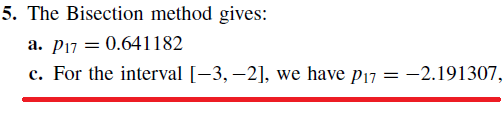 5. The Bisection method gives:
a. p17 = 0.641182
c. For the interval [−3, −2], we have p17 = −2.191307,